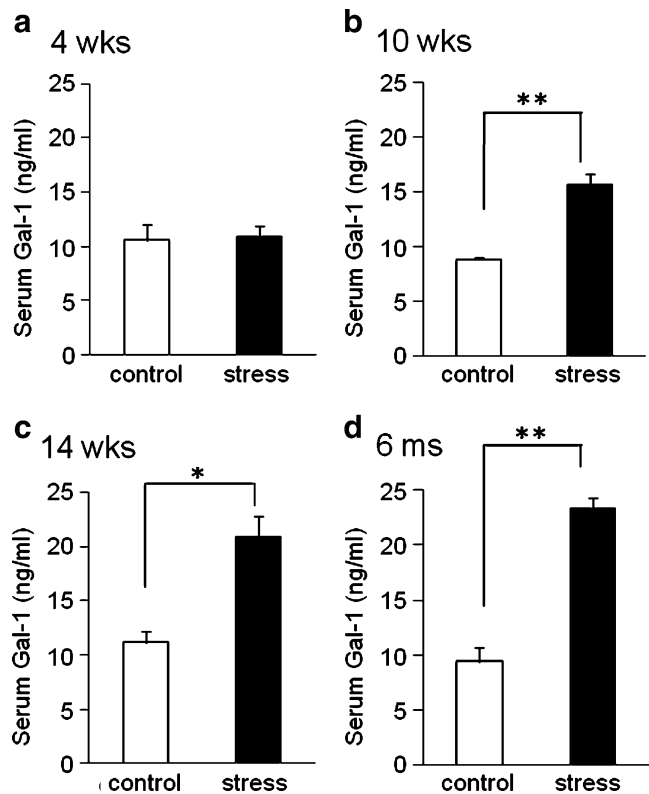 a 4 wks
25
20
15
10
5
0
Serum Gal-1 (ng/ml)
control stress
b 10 wks
25
20
15
10
5
0
Serum Gal-1 (ng/ml)
**
control stress
c 14 wks
25
20
15
10
5
0
Serum Gal-1 (ng/ml)
*
control stress
d 6 ms
25
20
15
10
5
0
Serum Gal-1 (ng/ml)
**
control stress